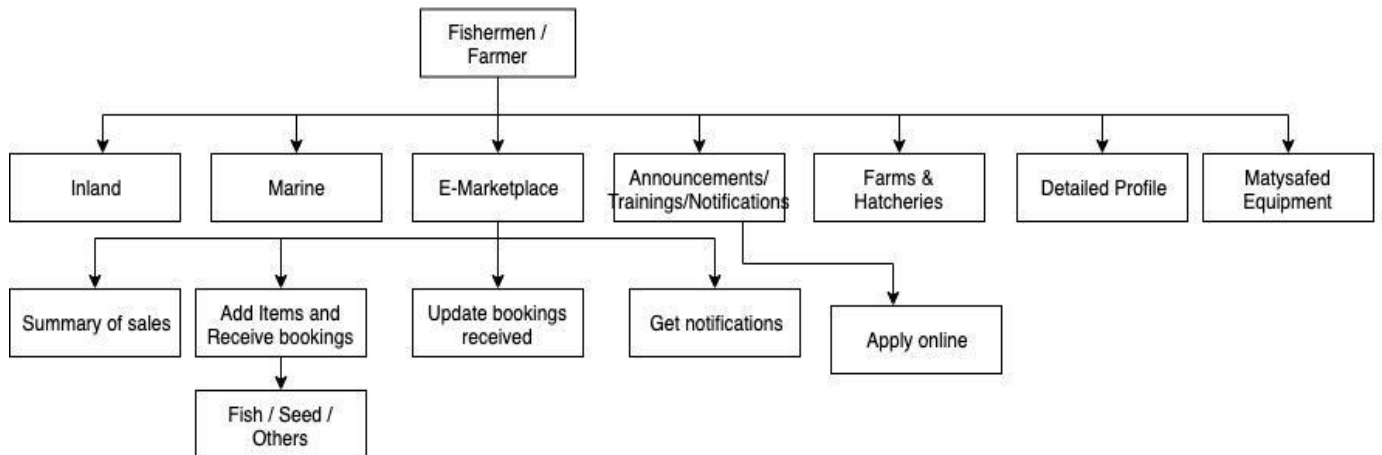 Fishermen /
Farmer
Inland
Marine
E-Marketplace
Announcements/
Trainings/Notifications
Farms &
Hatcheries
Detailed Profile
Matysafed
Equipment
Summary of sales
Add Items and
Receive bookings
Update bookings
received
Get notifications
Apply online
Fish / Seed /
Others